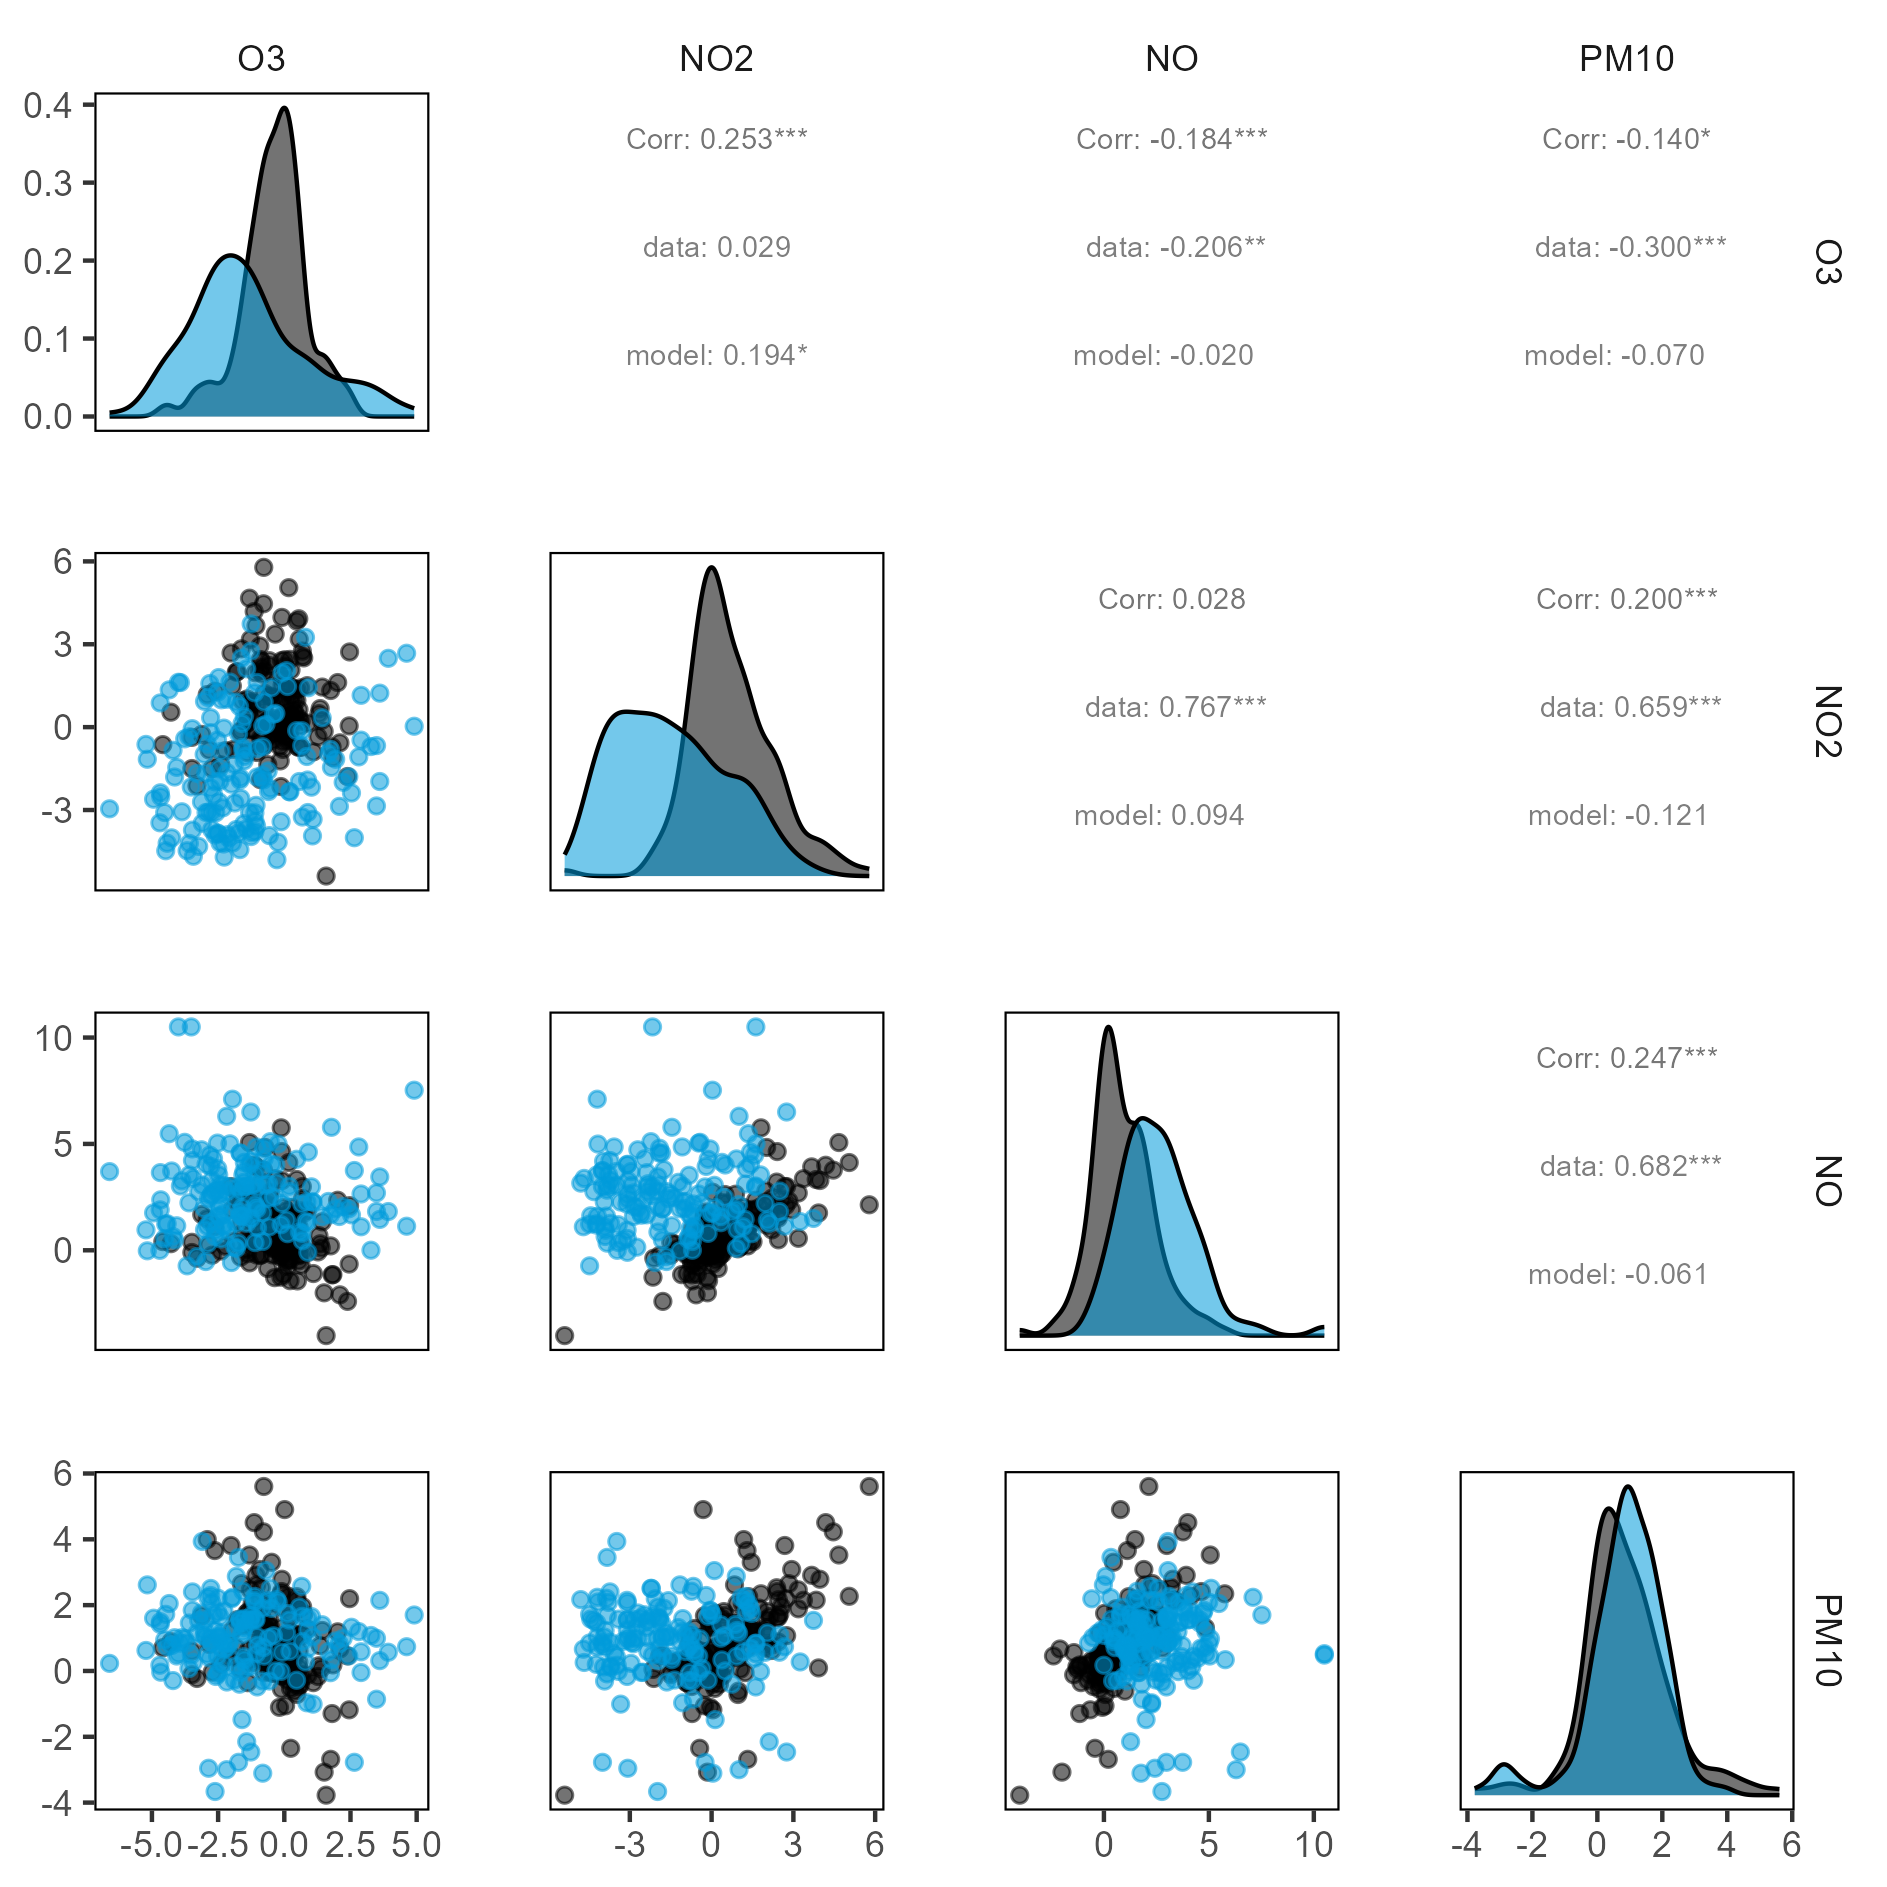 O3 NO2 NO PM10
0.4
0.3
0.2
0.1
0.0
Corr: 0.253***
data: 0.029
model: 0.194*
Corr: -0.184***
data: -0.206**
model: -0.020
Corr: -0.140*
data: -0.300***
model: -0.070
O3
6
3
0
-3
Corr: 0.028
data: 0.767***
model: 0.094
Corr: 0.200***
data: 0.659***
model: -0.121
NO2
10
5
0
Corr: 0.247***
data: 0.682***
model: -0.061
NO
6
4
2
0
-2
-4
PM10
-5.0 -2.5 0.0 2.5 5.0
-3 0 3 6
0 5 10
-4 -2 0 2 4 6